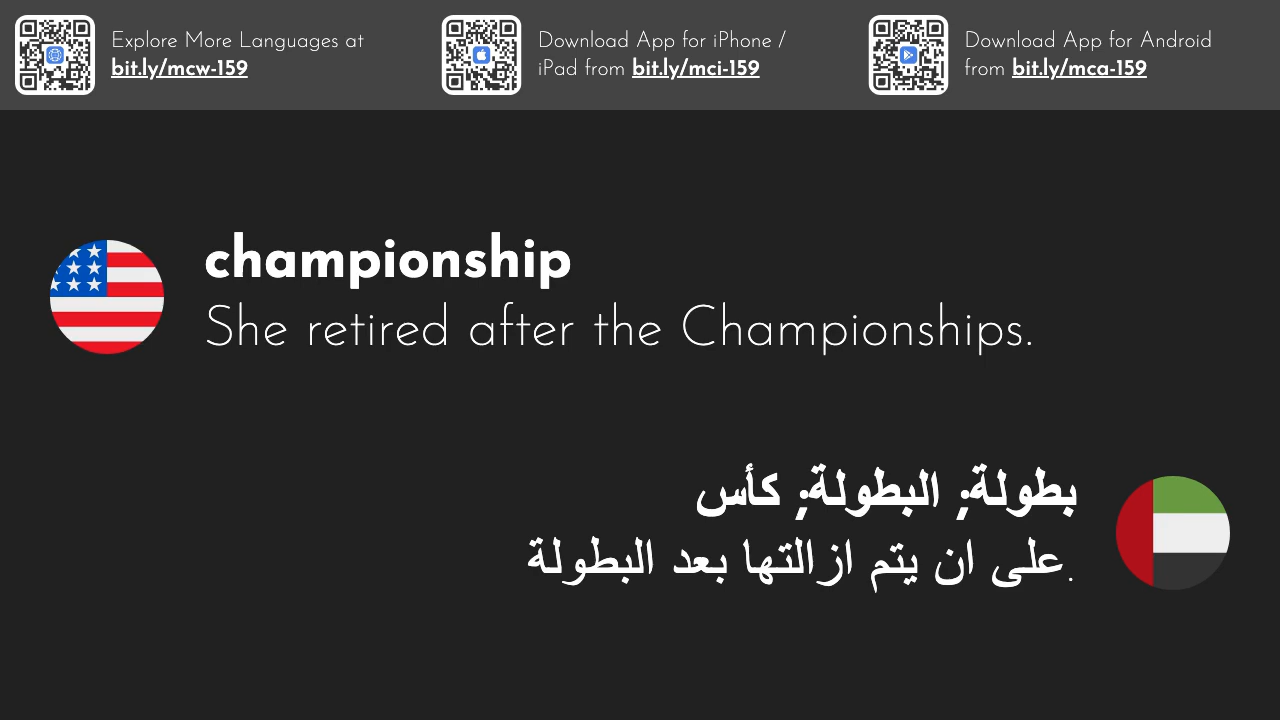 Explore More Languages at
bit.ly/mcw-159
Download App for iPhone /
iPad from bit.ly/mci-159
Download App for Android
from bit.ly/mca-159
championship
She retired after the Championships.
بطولة; البطولة; كأس
على ان يتم ازالتها بعد البطولة.